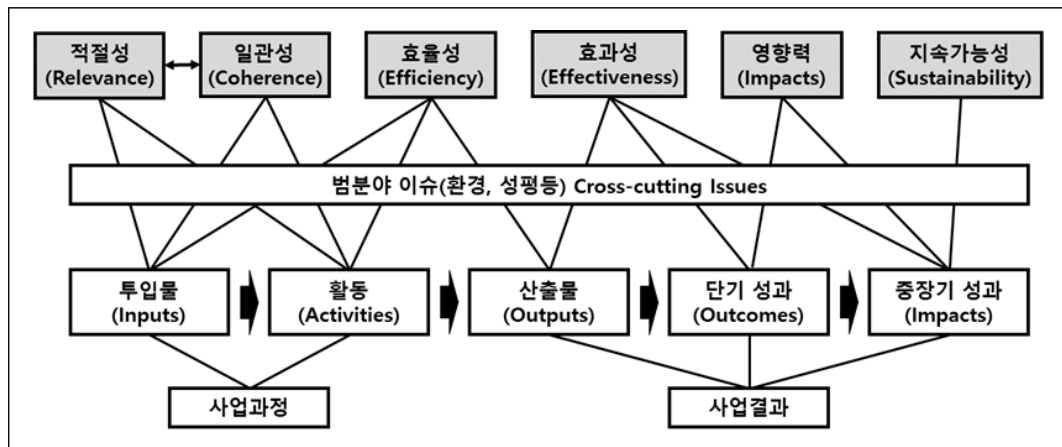 적절성
(Relevance)
일관성
(Coherence)
효율성
(Efficiency)
효과성
(Effectiveness)
영향력
(Impacts)
지속가능성
(Sustainability)
범분야 이슈(환경, 성평등) Cross-cutting Issues
투입물
(Inputs)
활동
(Activities)
산출물
(Outputs)
단기 성과
(Outcomes)
중장기 성과
(Impacts)
사업과정
사업결과